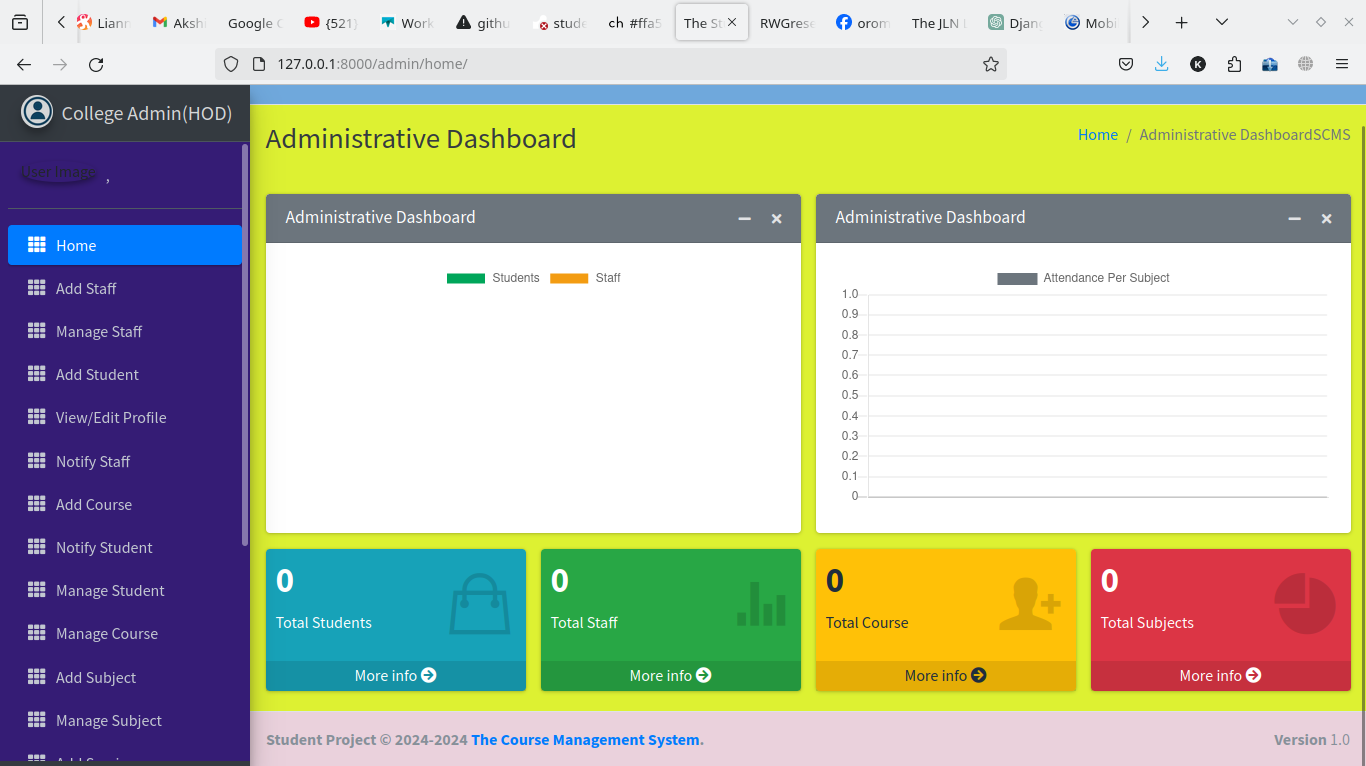 Liann
Akshi
Google C
{521}
Work
githu
stude
ch #ffa5
The St
RWGrese
orom
The JLN L
Djang
Mobi
127.0.0.1:8000/admin/home/
College Admin(HOD)
User Image ,
Home
Add Staff
Manage Staff
Add Student
View/Edit Profile
Notify Staff
Add Course
Notify Student
Manage Student
Manage Course
Add Subject
Manage Subject
Administrative Dashboard
Home / Administrative DashboardSCMS
Administrative Dashboard
Students Staff
Administrative Dashboard
Attendance Per Subject
1.0
0.9
0.8
0.7
0.6
0.5
0.4
0.3
0.2
0.1
0
0
Total Students
More info
0
Total Staff
More info
0
Total Course
More info
0
Total Subjects
More info
Student Project © 2024-2024 The Course Management System.
Version 1.0